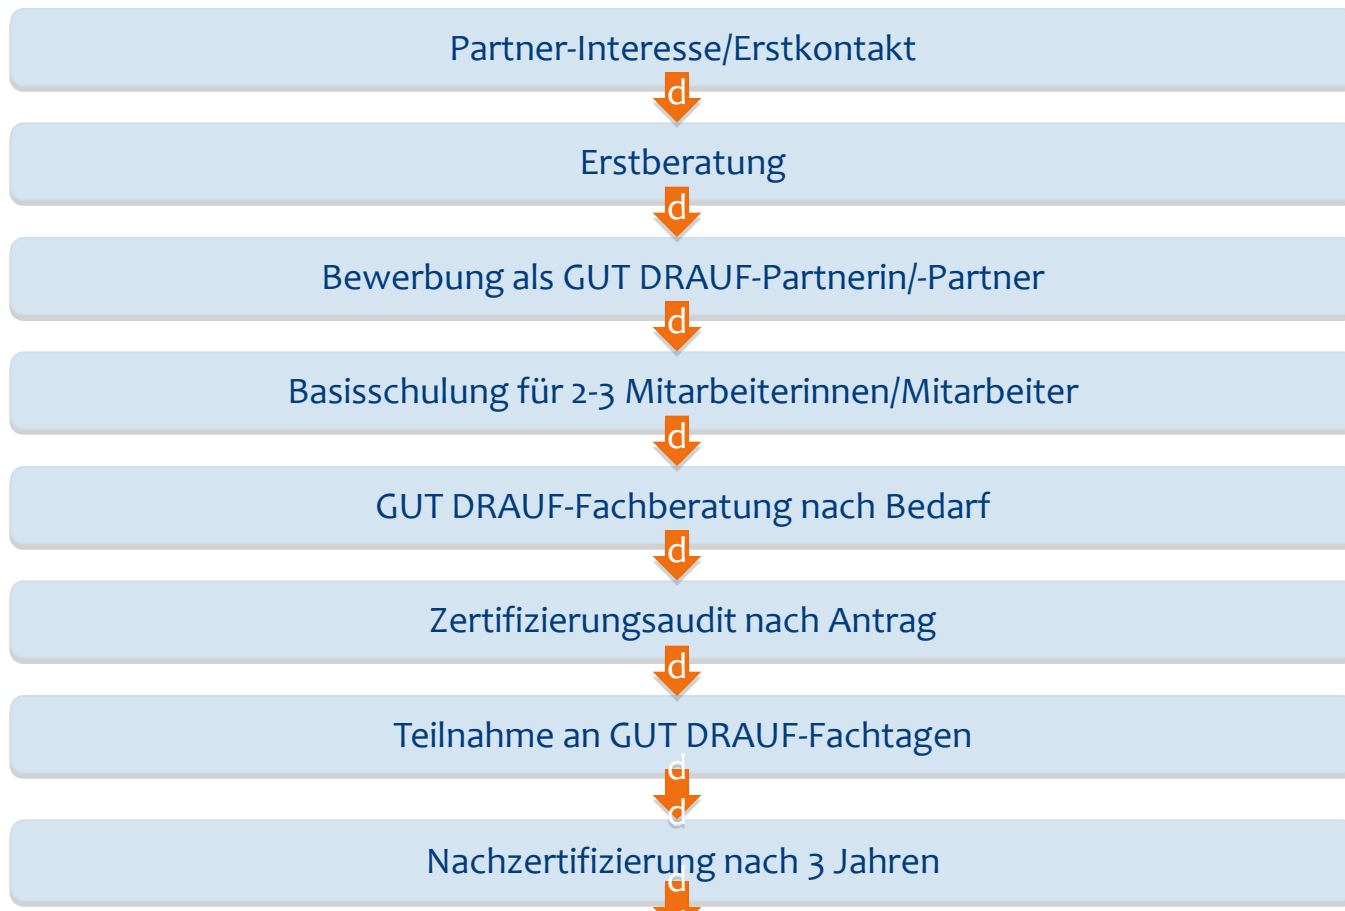 Partner-Interesse/Erstkontakt
d
Erstberatung
d
Bewerbung als GUT DRAUF-Partnerin/-Partner
d
Basisschulung für 2-3 Mitarbeiterinnen/Mitarbeiter
d
GUT DRAUF-Fachberatung nach Bedarf
d
Zertifizierungsaudit nach Antrag
d
Teilnahme an GUT DRAUF-Fachtagen
d
d
Nachzertifizierung nach 3 Jahren
d